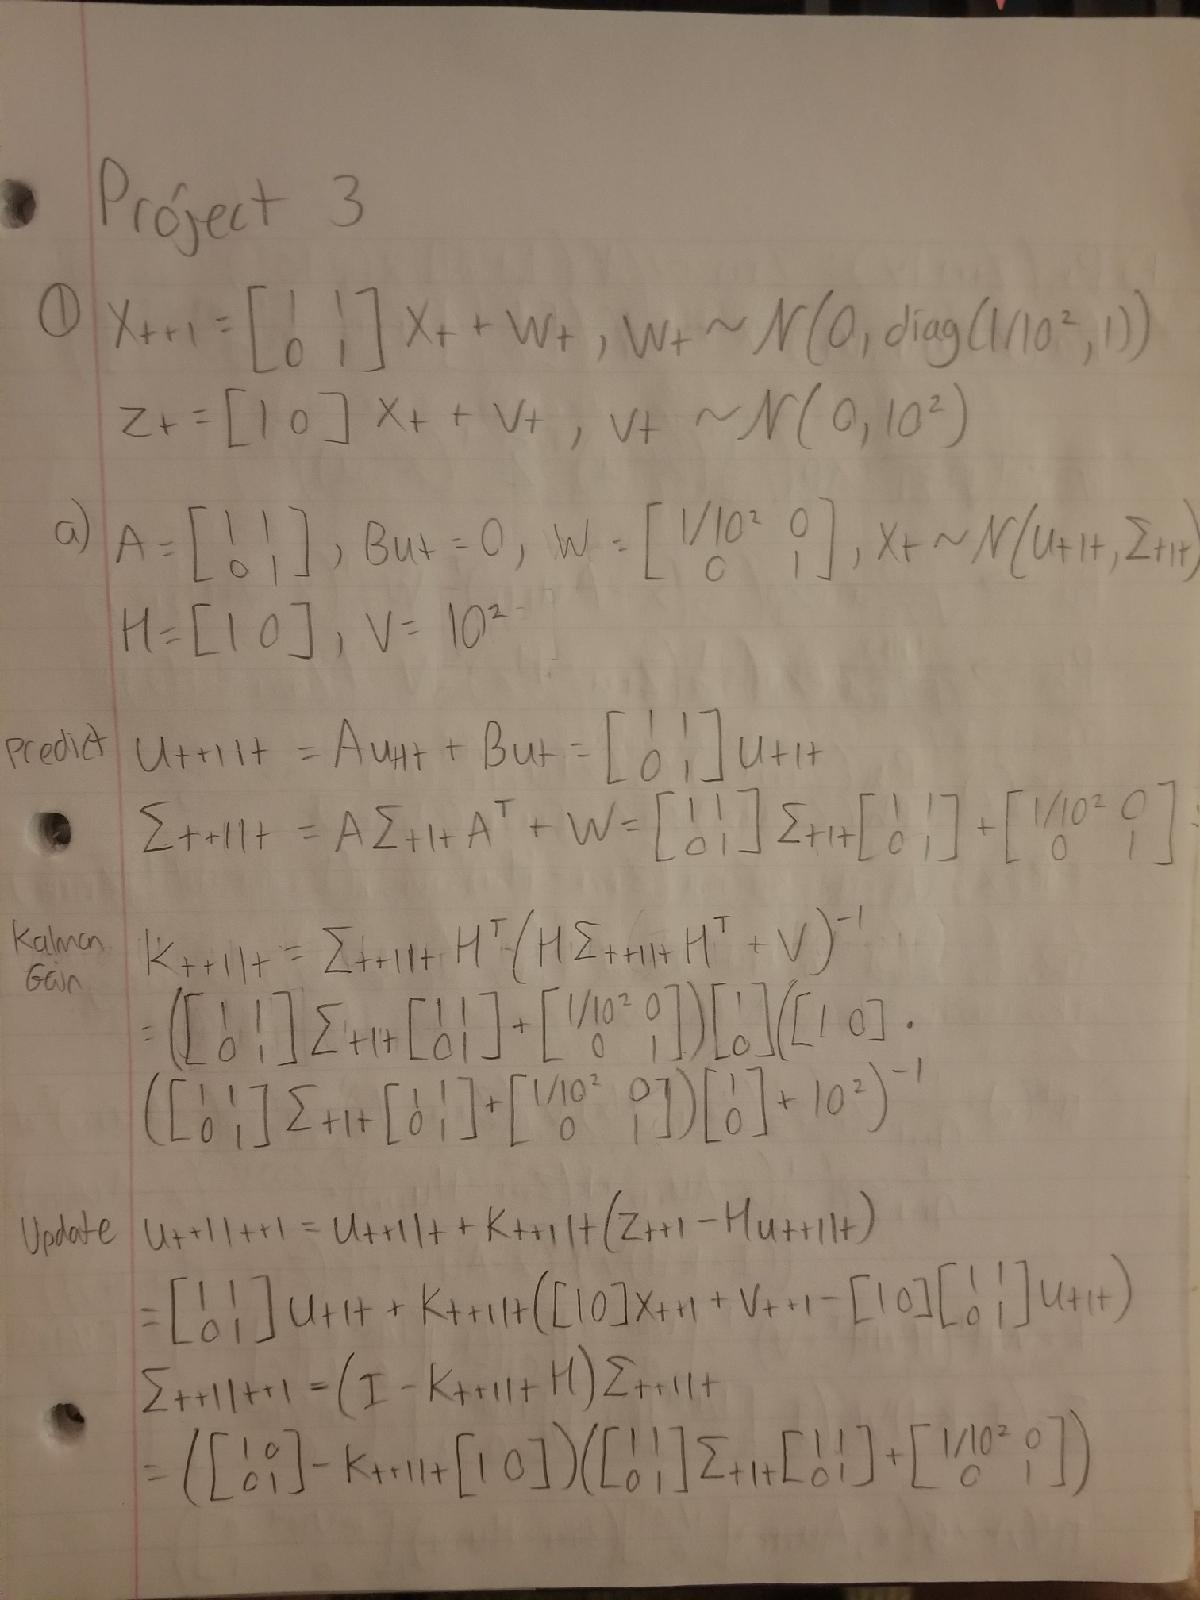 Project 3
① X_{t+1} = [1 1; 0 1] X_t + W_t, W_t ~ N(0, diag(1/10², 1))
Z_t = [1 0] X_t + V_t, V_t ~ N(0, 10²)
a) A = [1 1; 0 1], Bu_t = 0, W = [1/10² 0; 0 1], X_t ~ N(u_{t|t}, Σ_{t|t})
H = [1 0], V = 10²
Predict u_{t+1|t} = Au_{t|t} + Bu_t = [1 1; 0 1] u_{t|t}
Σ_{t+1|t} = AΣ_{t|t}A^T + W = [1 1; 0 1] Σ_{t|t} [1 1; 0 1] + [1/10² 0; 0 1]
Kalman Gain K_{t+1|t} = Σ_{t+1|t} H^T (HΣ_{t+1|t}H^T + V)^{-1}
= ([1 1; 0 1] Σ_{t|t} [1 1; 0 1] + [1/10² 0; 0 1]) [1; 0] ([1 0] ·
([1 1; 0 1] Σ_{t|t} [1 1; 0 1] + [1/10² 0; 0 1]) [1; 0] + 10²)^{-1}
Update u_{t+1|t+1} = u_{t+1|t} + K_{t+1|t} (Z_{t+1} - Hu_{t+1|t})
= [1 1; 0 1] u_{t|t} + K_{t+1|t} ([1 0] X_{t+1} + V_{t+1} - [1 0] [1 1; 0 1] u_{t|t})
Σ_{t+1|t+1} = (I - K_{t+1|t} H) Σ_{t+1|t}
= ([1 0; 0 1] - K_{t+1|t} [1 0]) ([1 1; 0 1] Σ_{t|t} [1 1; 0 1] + [1/10² 0; 0 1])